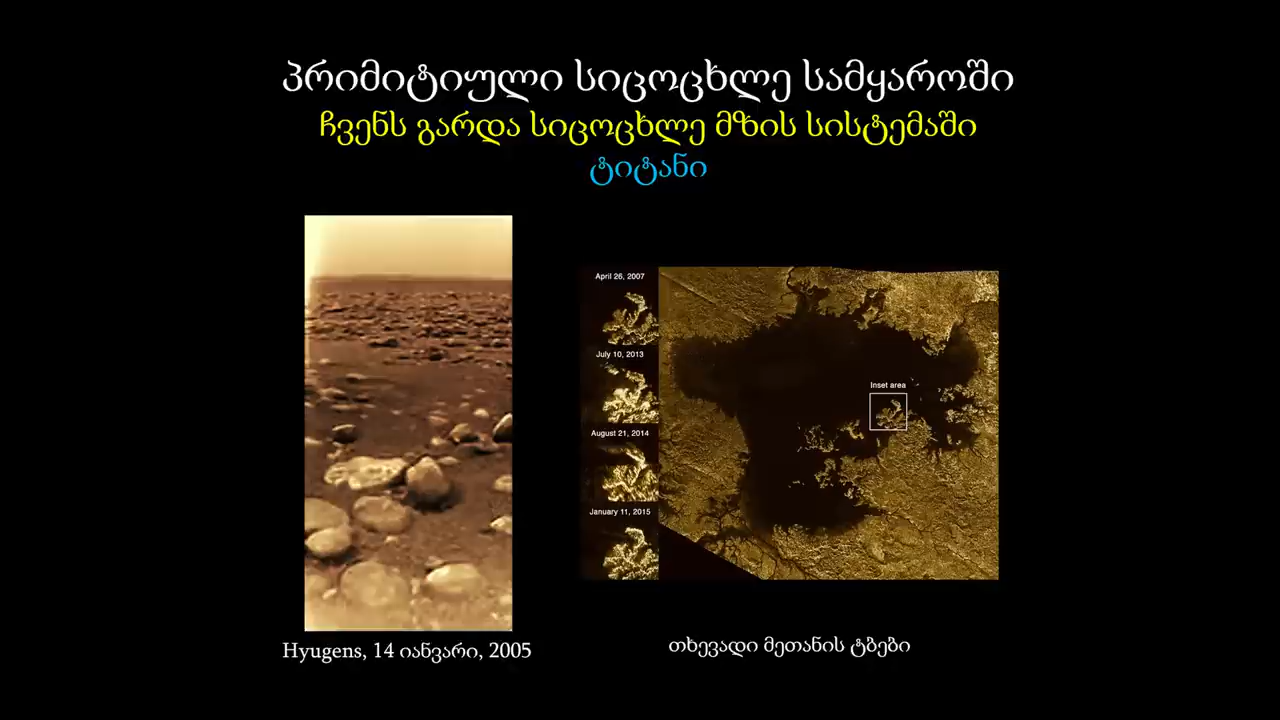 პრიმიტიული სიცოცხლე სამყაროში
ჩვენს გარდა სიცოცხლე მზის სისტემაში
ტიტანი
April 26, 2007
July 10, 2013
August 21, 2014
January 11, 2015
Inset area
Hyugens, 14 იანვარი, 2005
თხევადი მეთანის ტბები